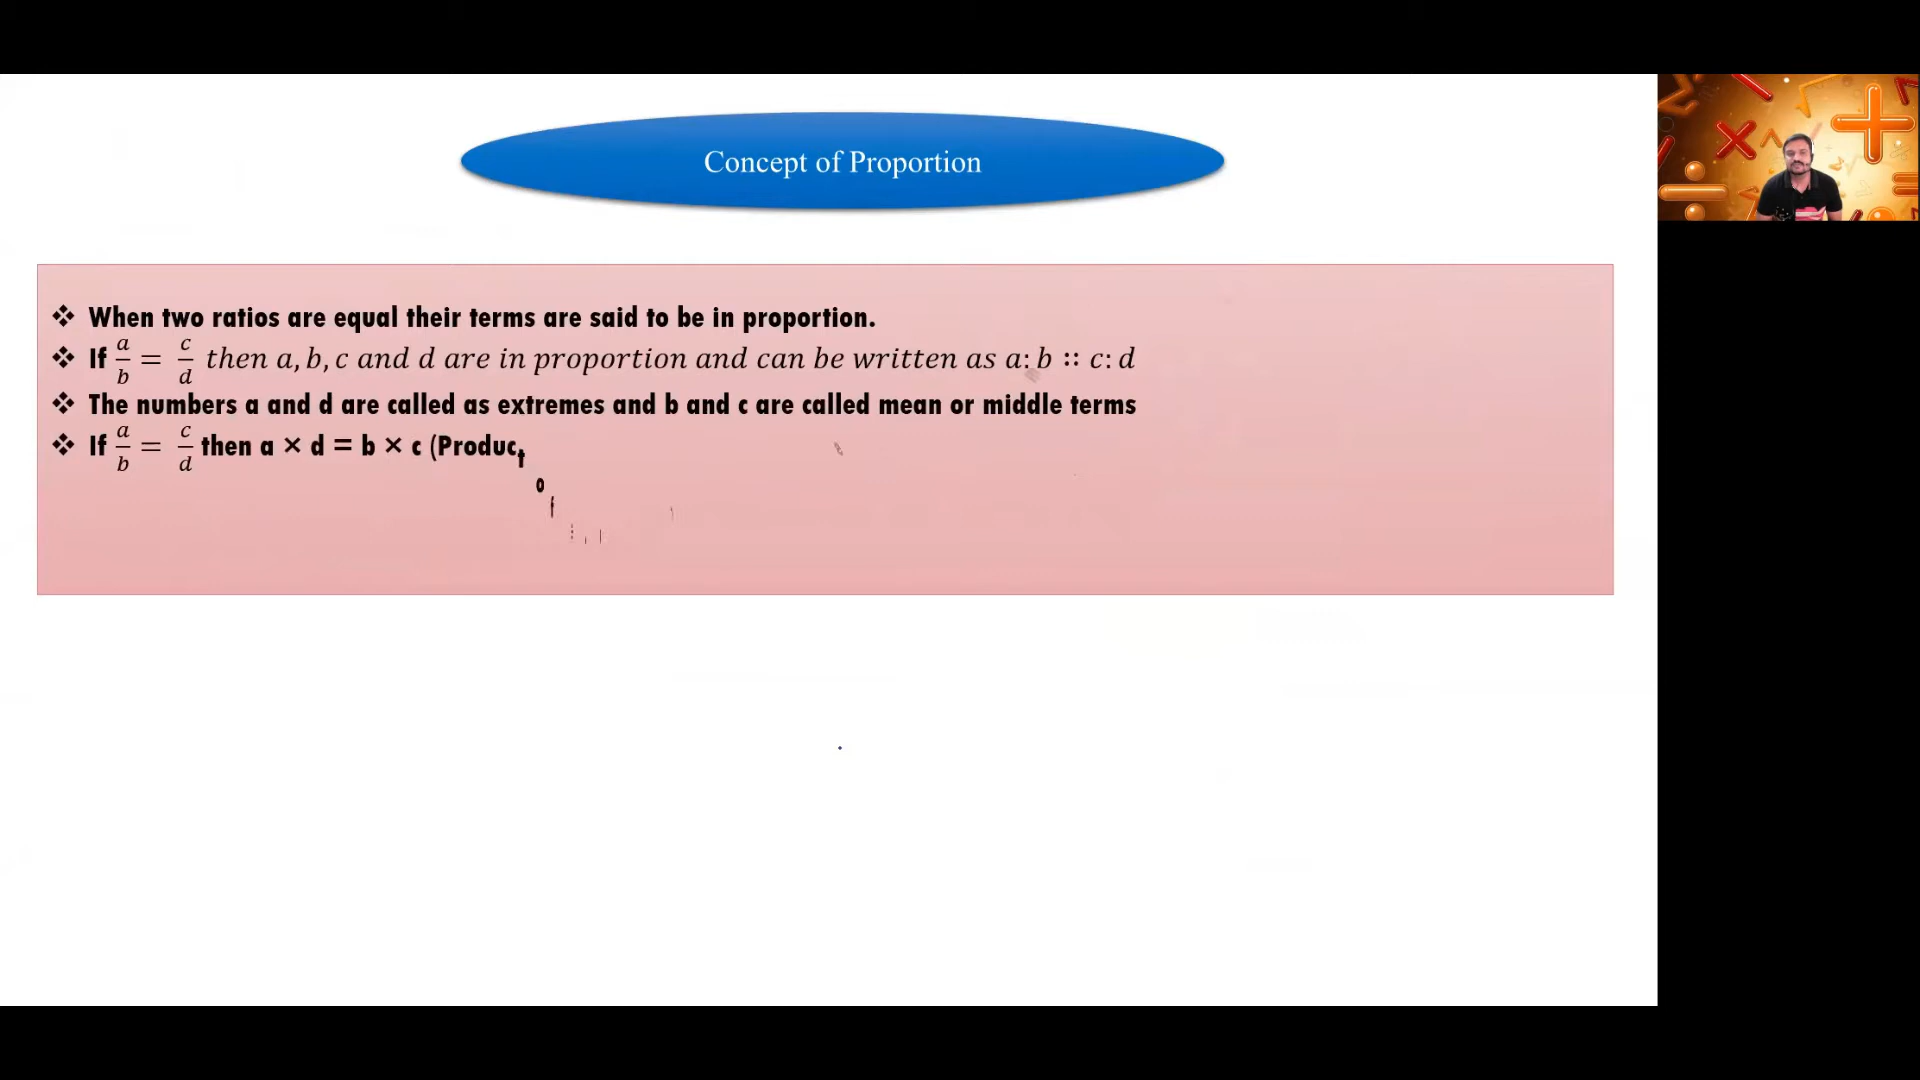 Concept of Proportion
❖ When two ratios are equal their terms are said to be in proportion.
❖ If a/b = c/d then a, b, c and d are in proportion and can be written as a: b ∷ c: d
❖ The numbers a and d are called as extremes and b and c are called mean or middle terms
❖ If a/b = c/d then a × d = b × c (Product of